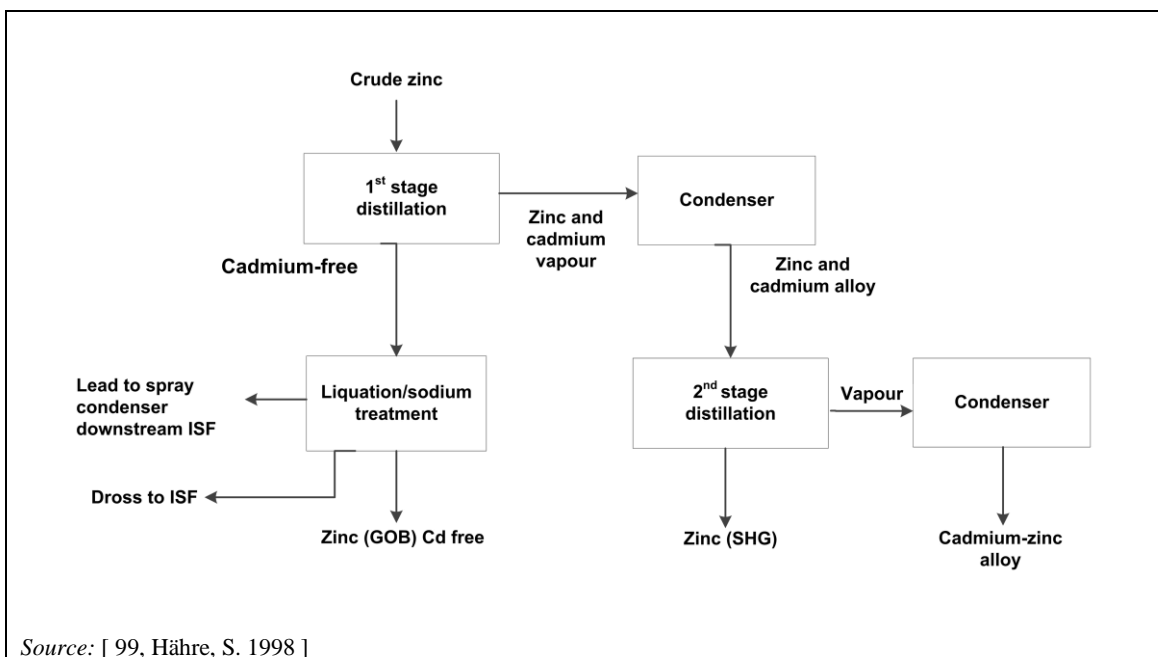 Crude zinc
1st stage
distillation
Zinc and
cadmium
vapour
Condenser
Cadmium-free
Zinc and
cadmium alloy
Lead to spray
condenser
downstream ISF
Liquation/sodium
treatment
2nd stage
distillation
Vapour
Condenser
Dross to ISF
Zinc (GOB) Cd free
Zinc (SHG)
Cadmium-zinc
alloy
Source: [ 99, Hähre, S. 1998 ]